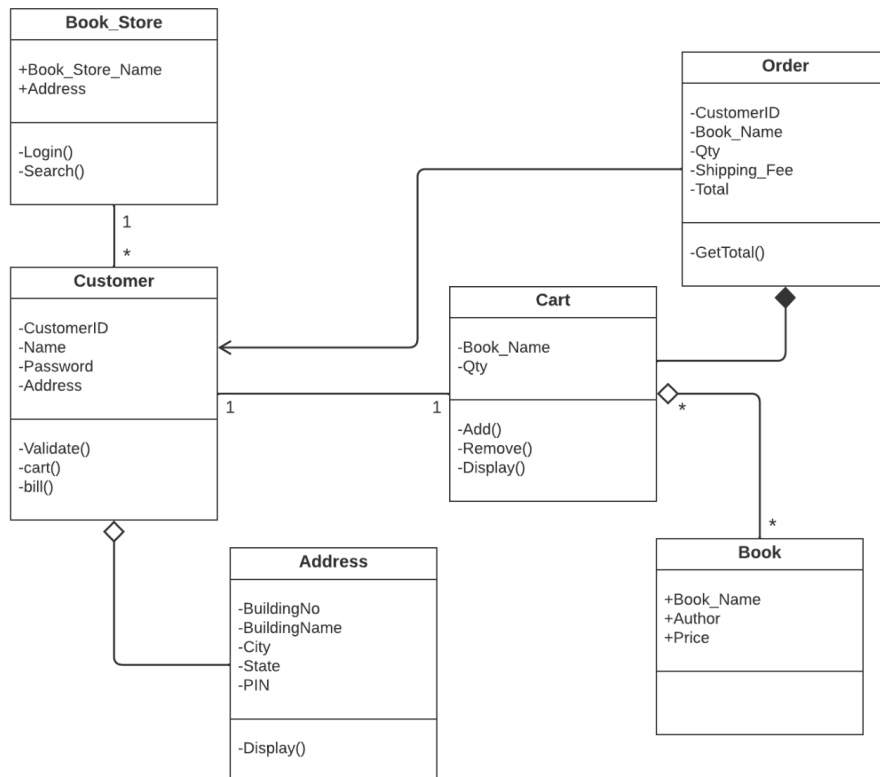 Book_Store
+Book_Store_Name
+Address
-Login()
-Search()
1
*
Customer
-CustomerID
-Name
-Password
-Address
-Validate()
-cart()
-bill()
1
1
Address
-BuildingNo
-BuildingName
-City
-State
-PIN
-Display()
Cart
-Book_Name
-Qty
-Add()
-Remove()
-Display()
*
*
Order
-CustomerID
-Book_Name
-Qty
-Shipping_Fee
-Total
-GetTotal()
Book
+Book_Name
+Author
+Price